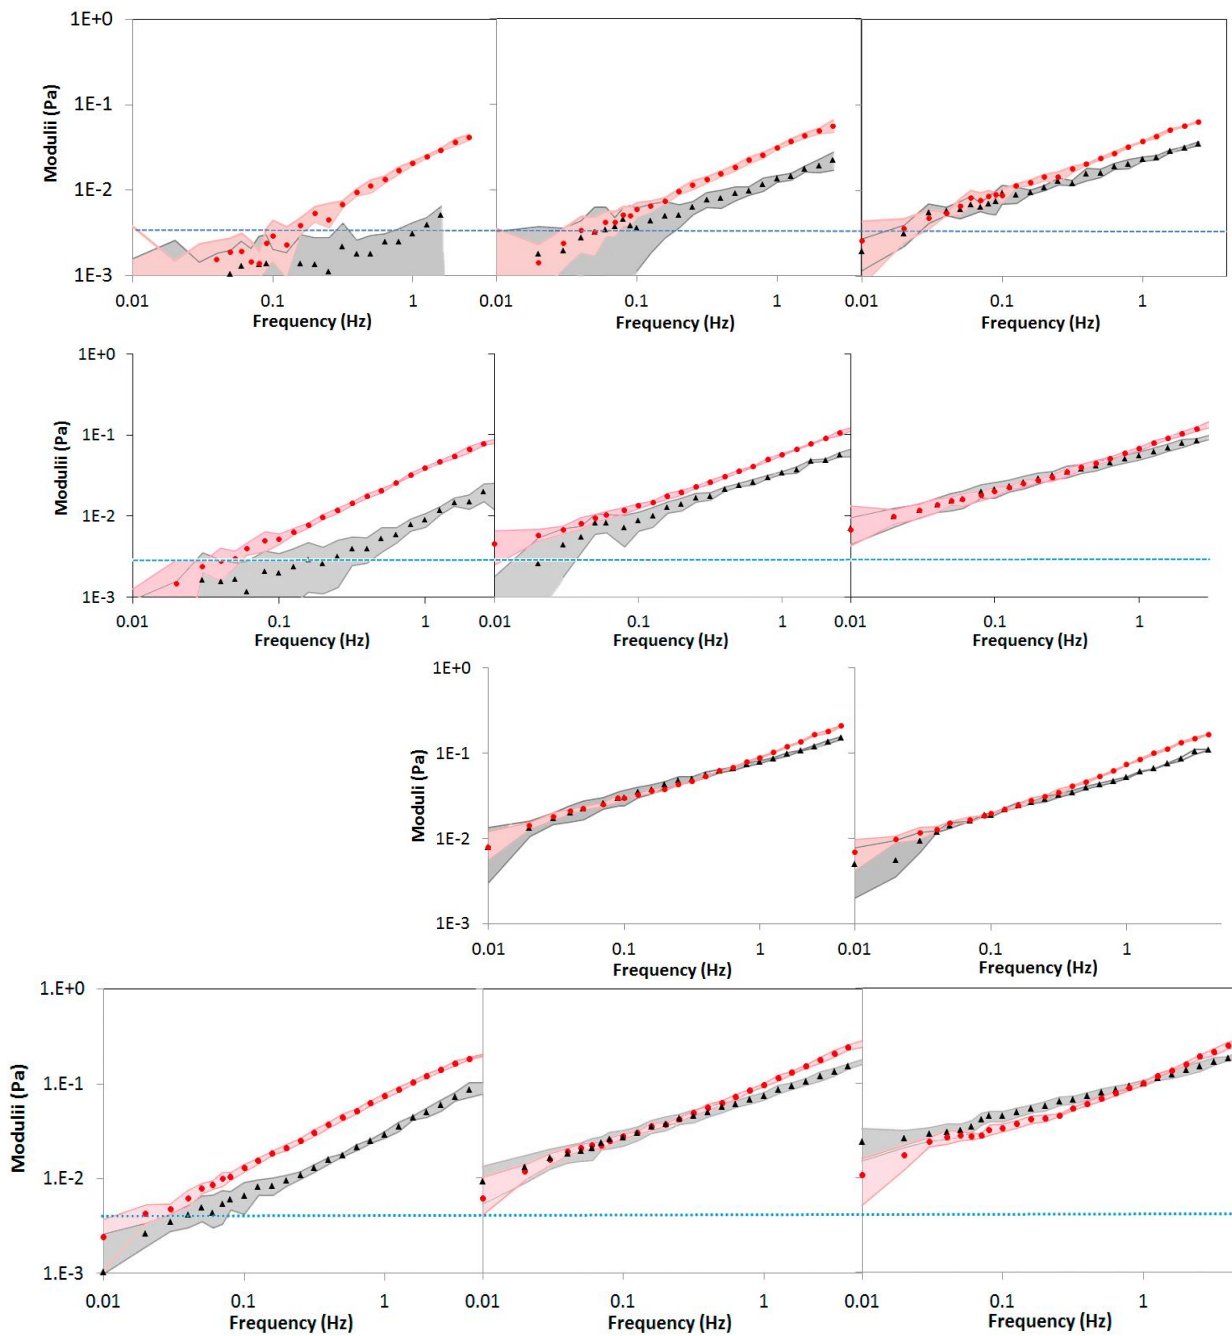 1E+0
1E-1
1E-2
1E-3
Modulii (Pa)
0.01 0.1 1 0.01 0.1 1 0.01 0.1 1
Frequency (Hz) Frequency (Hz) Frequency (Hz)
1E+0
1E-1
1E-2
1E-3
Modulii (Pa)
0.01 0.1 1 0.01 0.1 1 0.01 0.1 1
Frequency (Hz) Frequency (Hz) Frequency (Hz)
1E+0
1E-1
1E-2
1E-3
Moduli (Pa)
0.01 0.1 1 0.01 0.1 1
Frequency (Hz) Frequency (Hz)
1.E+0
1.E-1
1.E-2
1.E-3
Modulii (Pa)
0.01 0.1 1 0.01 0.1 1 0.01 0.1 1
Frequency (Hz) Frequency (Hz) Frequency (Hz)